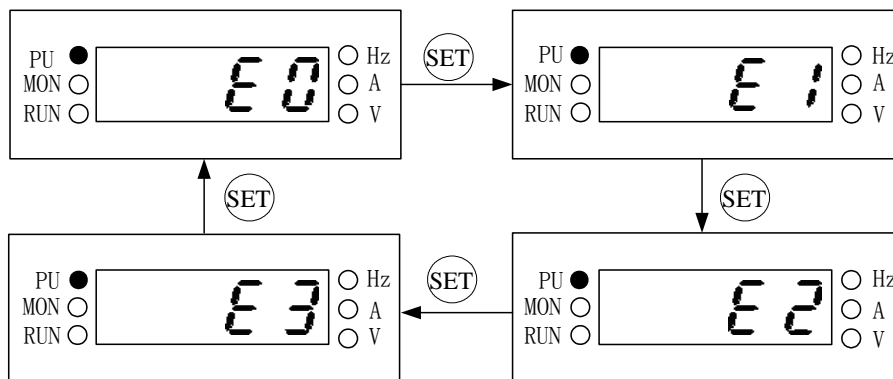 PU Hz
MON E0 A
RUN V
SET
PU Hz
MON E1 A
RUN V
SET
SET
PU Hz
MON E3 A
RUN V
SET
PU Hz
MON E2 A
RUN V